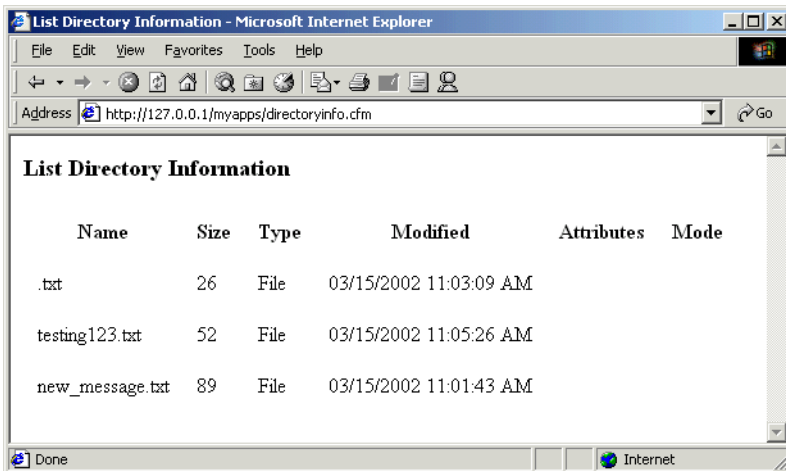 List Directory Information - Microsoft Internet Explorer
File Edit View Favorites Tools Help
Address http://127.0.0.1/myapps/directoryinfo.cfm Go
List Directory Information
Name Size Type Modified Attributes Mode
.txt 26 File 03/15/2002 11:03:09 AM
testing123.txt 52 File 03/15/2002 11:05:26 AM
new_message.txt 89 File 03/15/2002 11:01:43 AM
Done Internet